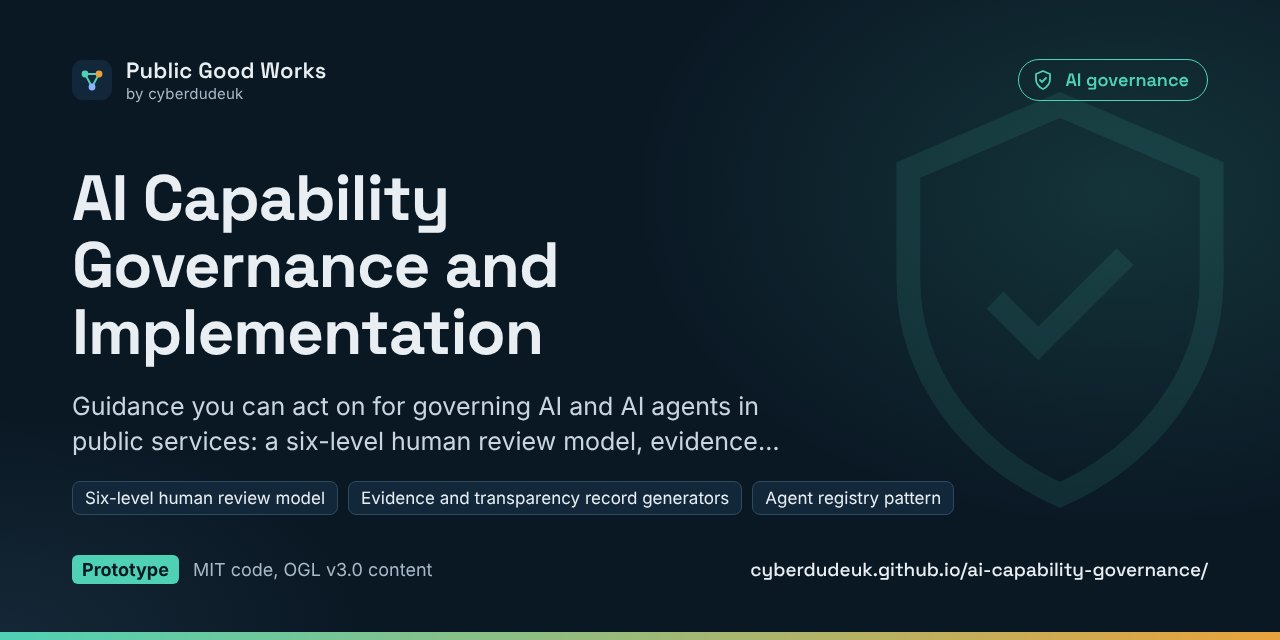 Public Good Works
by cyberdudeuk
AI governance
AI Capability
Governance and
Implementation
Guidance you can act on for governing AI and AI agents in
public services: a six-level human review model, evidence...
Six-level human review model
Evidence and transparency record generators
Agent registry pattern
Prototype
MIT code, OGL v3.0 content
cyberdudeuk.github.io/ai-capability-governance/